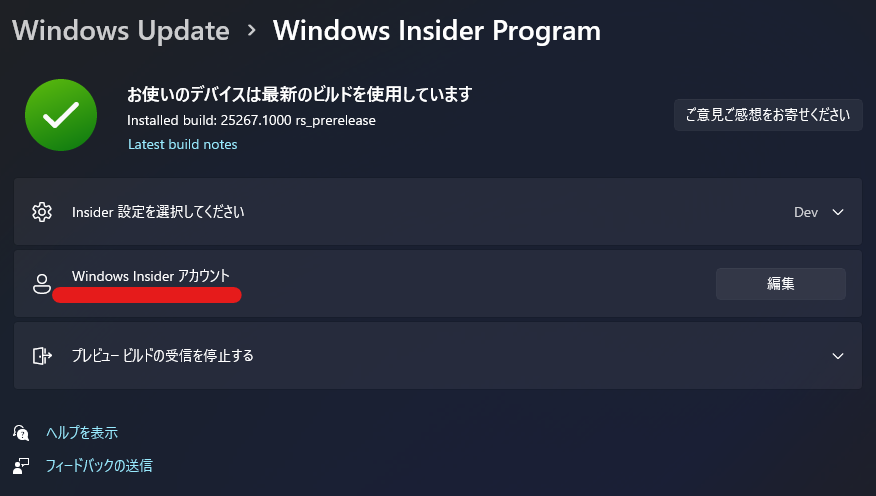 Windows Update > Windows Insider Program
お使いのデバイスは最新のビルドを使用しています
Installed build: 25267.1000 rs_prerelease
Latest build notes
ご意見ご感想をお寄せください
Insider 設定を選択してください
Dev
Windows Insider アカウント
編集
プレビュー ビルドの受信を停止する
ヘルプを表示
フィードバックの送信